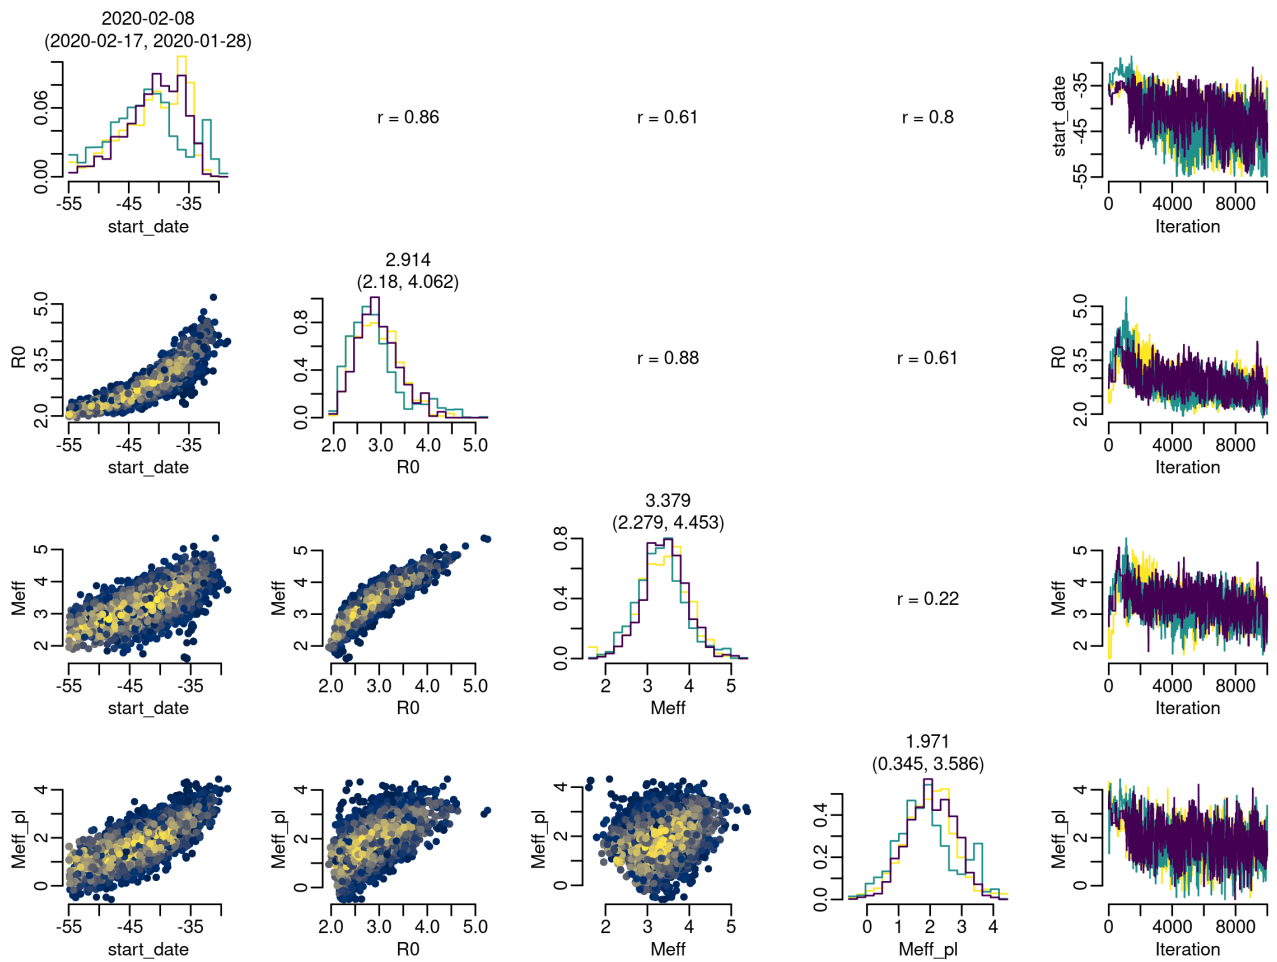 2020-02-08
(2020-02-17, 2020-01-28)
0.00 0.06
-55 -45 -35
start_date
r = 0.86
r = 0.61
r = 0.8
start_date
-55 -45 -35
0 4000 8000
Iteration
R0
2.0 3.5 5.0
-55 -45 -35
start_date
2.914
(2.18, 4.062)
0.0 0.4 0.8
2.0 3.0 4.0 5.0
R0
r = 0.88
r = 0.61
R0
2.0 3.5 5.0
0 4000 8000
Iteration
Meff
2 3 4 5
-55 -45 -35
start_date
Meff
2 3 4 5
2.0 3.0 4.0 5.0
R0
3.379
(2.279, 4.453)
0.0 0.4 0.8
2 3 4 5
Meff
r = 0.22
Meff
2 3 4 5
0 4000 8000
Iteration
Meff_pl
0 2 4
-55 -45 -35
start_date
Meff_pl
0 2 4
2.0 3.0 4.0 5.0
R0
Meff_pl
0 2 4
2 3 4 5
Meff
1.971
(0.345, 3.586)
0.0 0.2 0.4
0 1 2 3 4
Meff_pl
Meff_pl
0 2 4
0 4000 8000
Iteration